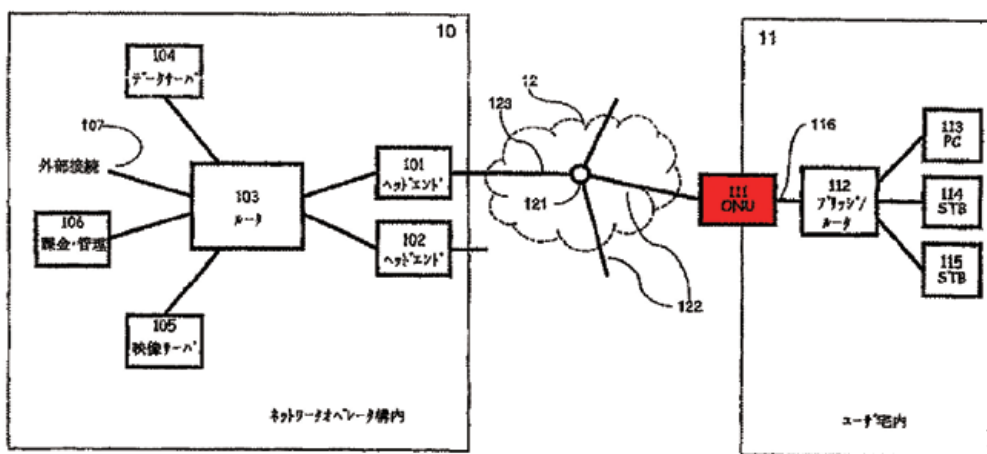 10
104
データサーバ
107
外部接続
103
ルータ
106
課金・管理
105
映像サーバ
101
ヘッドエンド
102
ヘッドエンド
ネットワークオペレータ構内
123
12
121
122
11
111
ONU
116
112
ブリッジ/
ルータ
113
PC
114
STB
115
STB
ユーザ宅内